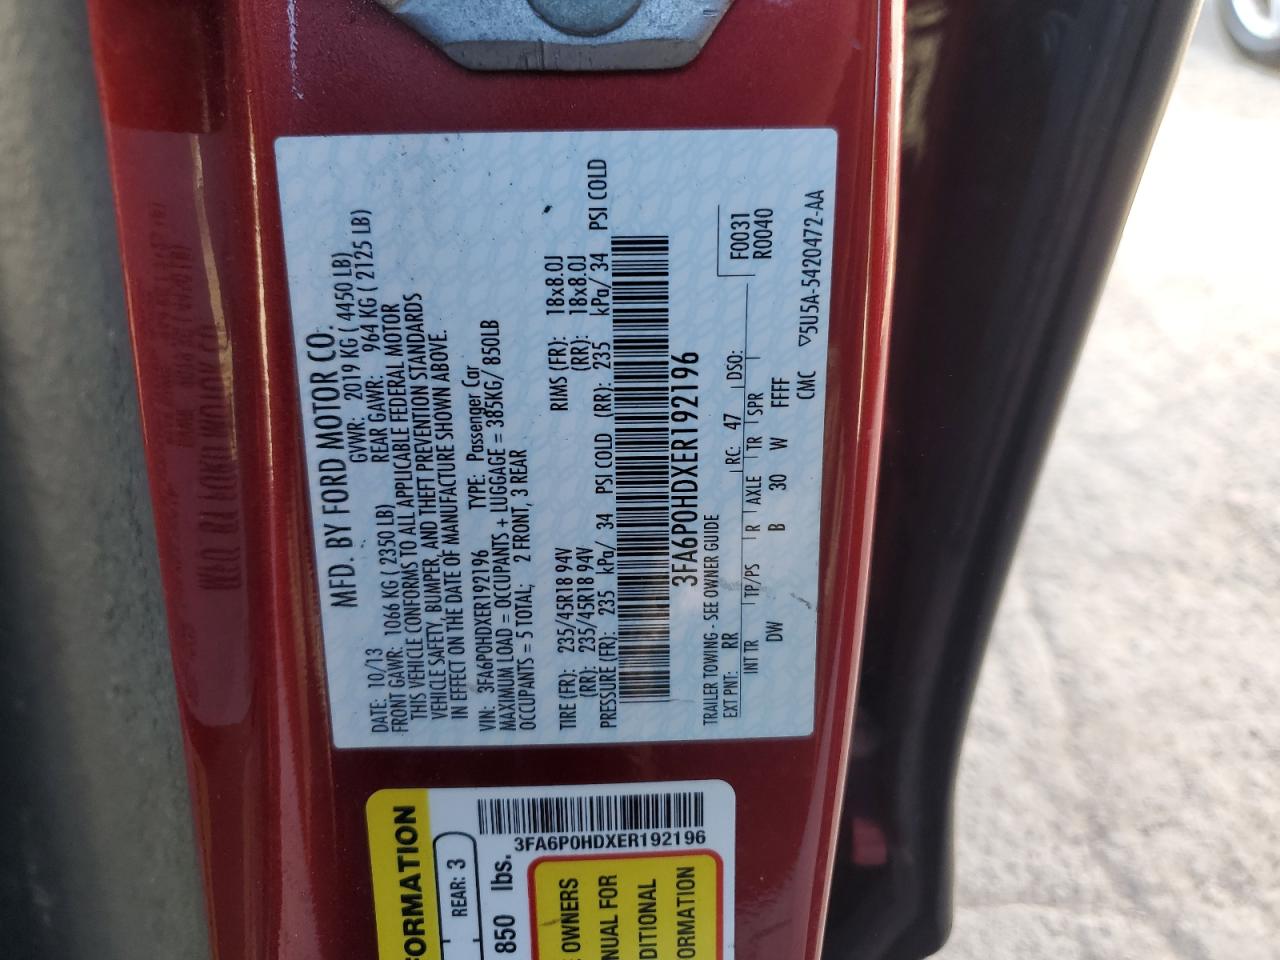 MFD. BY FORD MOTOR CO.
DATE: 10/13 GVWR: 2019 KG ( 4450 LB)
FRONT GAWR: 1066 KG ( 2350 LB) REAR GAWR: 964 KG ( 2125 LB)
THIS VEHICLE CONFORMS TO ALL APPLICABLE FEDERAL MOTOR
VEHICLE SAFETY, BUMPER, AND THEFT PREVENTION STANDARDS
IN EFFECT ON THE DATE OF MANUFACTURE SHOWN ABOVE.
VIN: 3FA6P0HDXER192196 TYPE: Passenger Car
MAXIMUM LOAD = OCCUPANTS + LUGGAGE = 385KG/ 850LB
OCCUPANTS = 5 TOTAL; 2 FRONT, 3 REAR
TIRE (FR): 235/45R18 94V RIMS (FR): 18x8.0J
(RR): 235/45R18 94V (RR): 18x8.0J
PRESSURE (FR): 235 kPa/ 34 PSI COLD (RR): 235 kPa/ 34 PSI COLD
3FA6P0HDXER192196
TRAILER TOWING - SEE OWNER GUIDE
F0031
EXT PNT: RR RC: 47 DSO: R0040
INT TR TP/PS R AXLE TR SPR
DW B 30 W FFFF
CMC ▽5U5A-5420472-AA
FORMATION
REAR: 3
850 lbs.
3FA6P0HDXER192196
OWNERS
NUAL FOR
DITIONAL
ORMATION